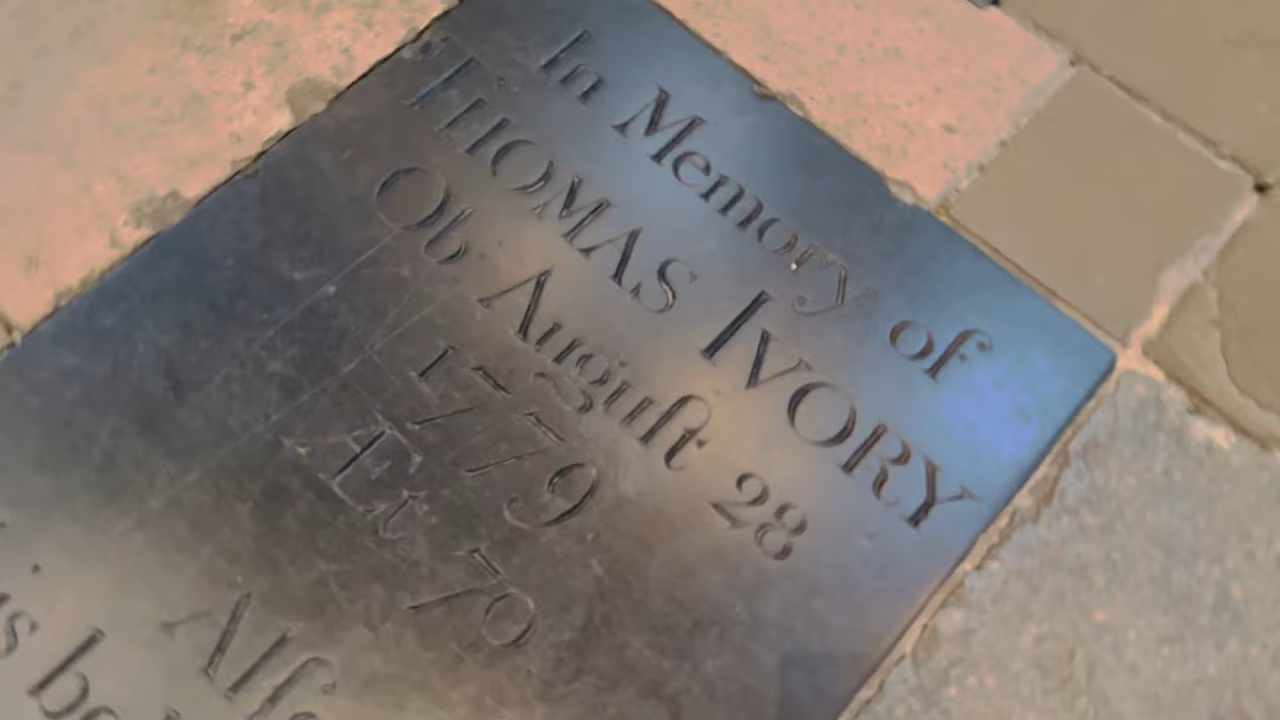 In Memory of
THOMAS IVORY
Ob Auguſt 28
1779
Æt 70